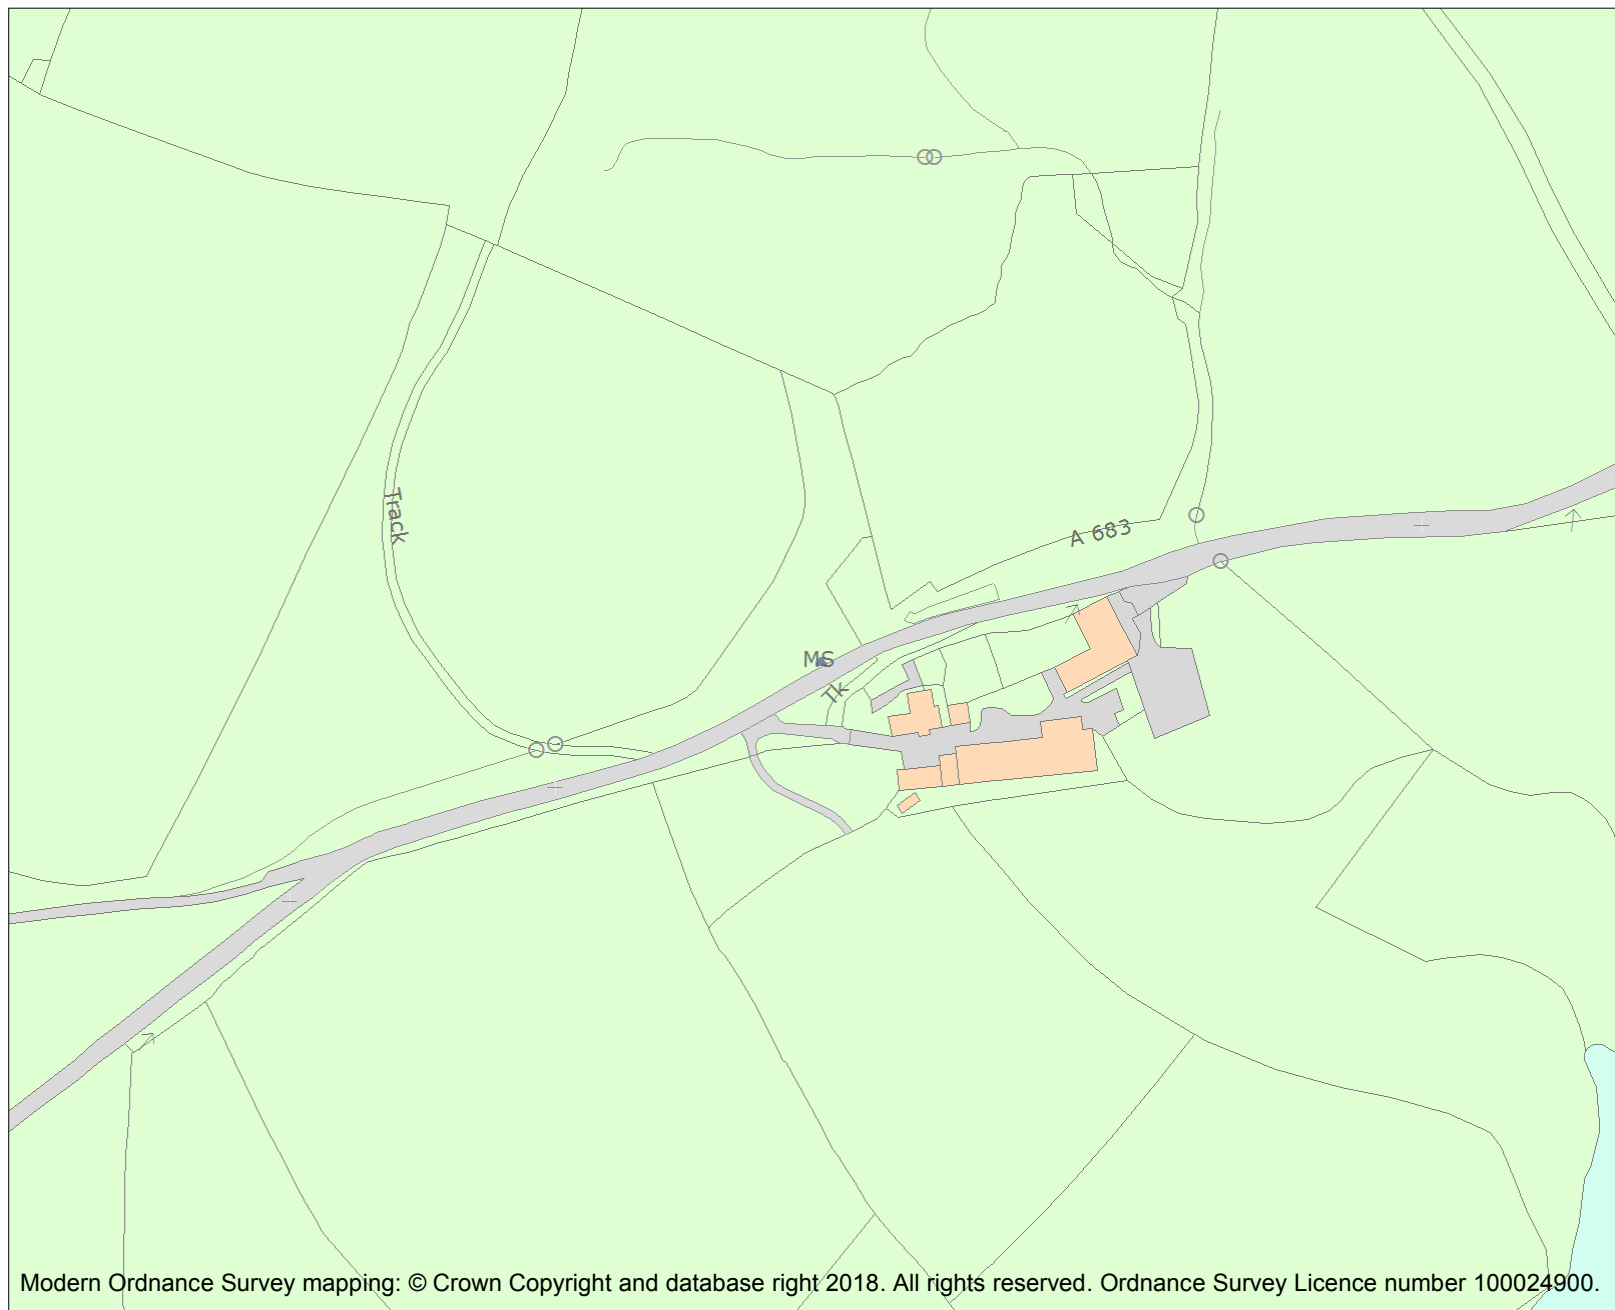 Track
A 683
MS
Tk
Modern Ordnance Survey mapping: © Crown Copyright and database right 2018. All rights reserved. Ordnance Survey Licence number 100024900.